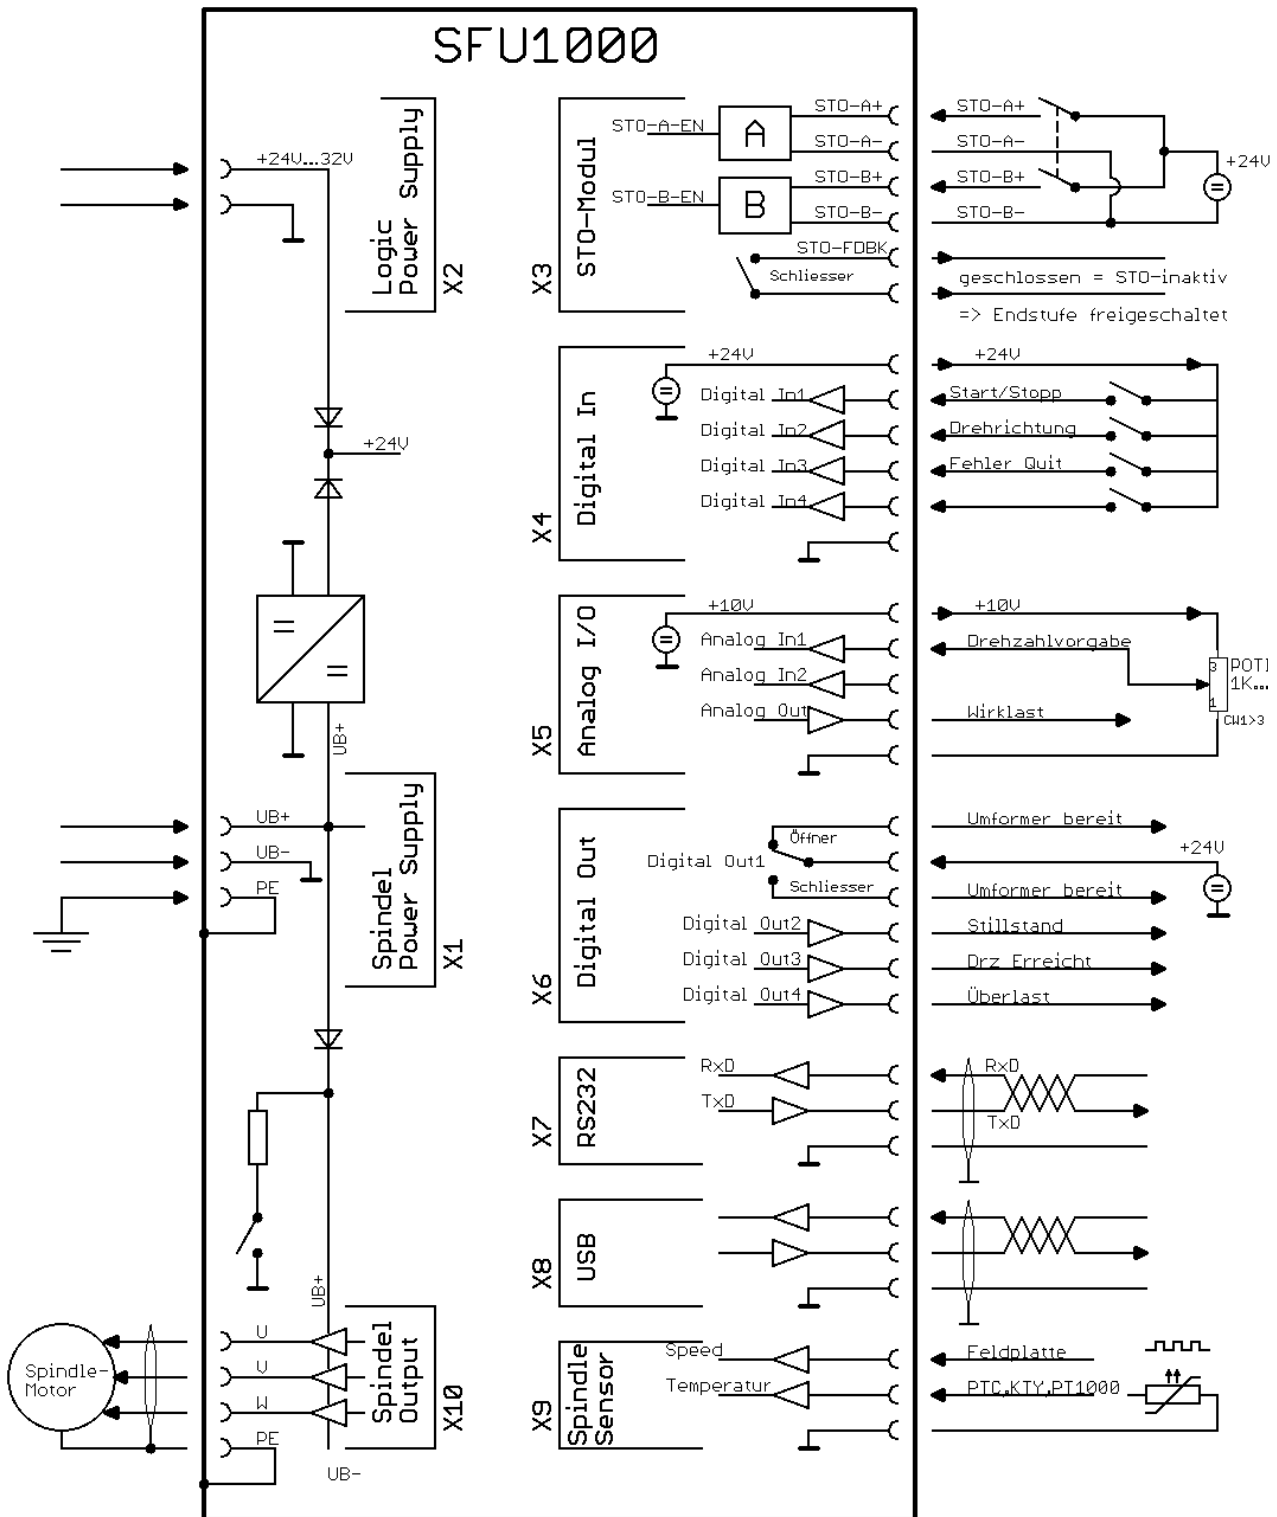 SFU1000
+24V...32V
Logic
Power Supply
X2
+24V
UB+
Spindel
Power Supply
X1
UB+
UB-
PE
UB+
Spindel
Output
X10
U
V
W
PE
UB-
Spindle-
Motor
X3
STO-Modul
STO-A-EN
A
STO-A+
STO-A-
STO-B-EN
B
STO-B+
STO-B-
STO-FDBK
Schliesser
STO-A+
STO-A-
STO-B+
STO-B-
+24V
geschlossen = STO-inaktiv
=> Endstufe freigeschaltet
X4
Digital In
+24V
Digital In1
Digital In2
Digital In3
Digital In4
+24V
Start/Stopp
Drehrichtung
Fehler Quit
X5
Analog I/O
+10V
Analog In1
Analog In2
Analog Out
+10V
Drehzahlvorgabe
Wirklast
3
1
POTI
1K...
CW1>3
X6
Digital Out
Öffner
Digital Out1
Schliesser
Digital Out2
Digital Out3
Digital Out4
Umformer bereit
+24V
Umformer bereit
Stillstand
Drz Erreicht
Überlast
X7
RS232
RxD
TxD
RxD
TxD
X8
USB
X9
Spindle
Sensor
Speed
Temperatur
Feldplatte
PTC,KTY,PT1000